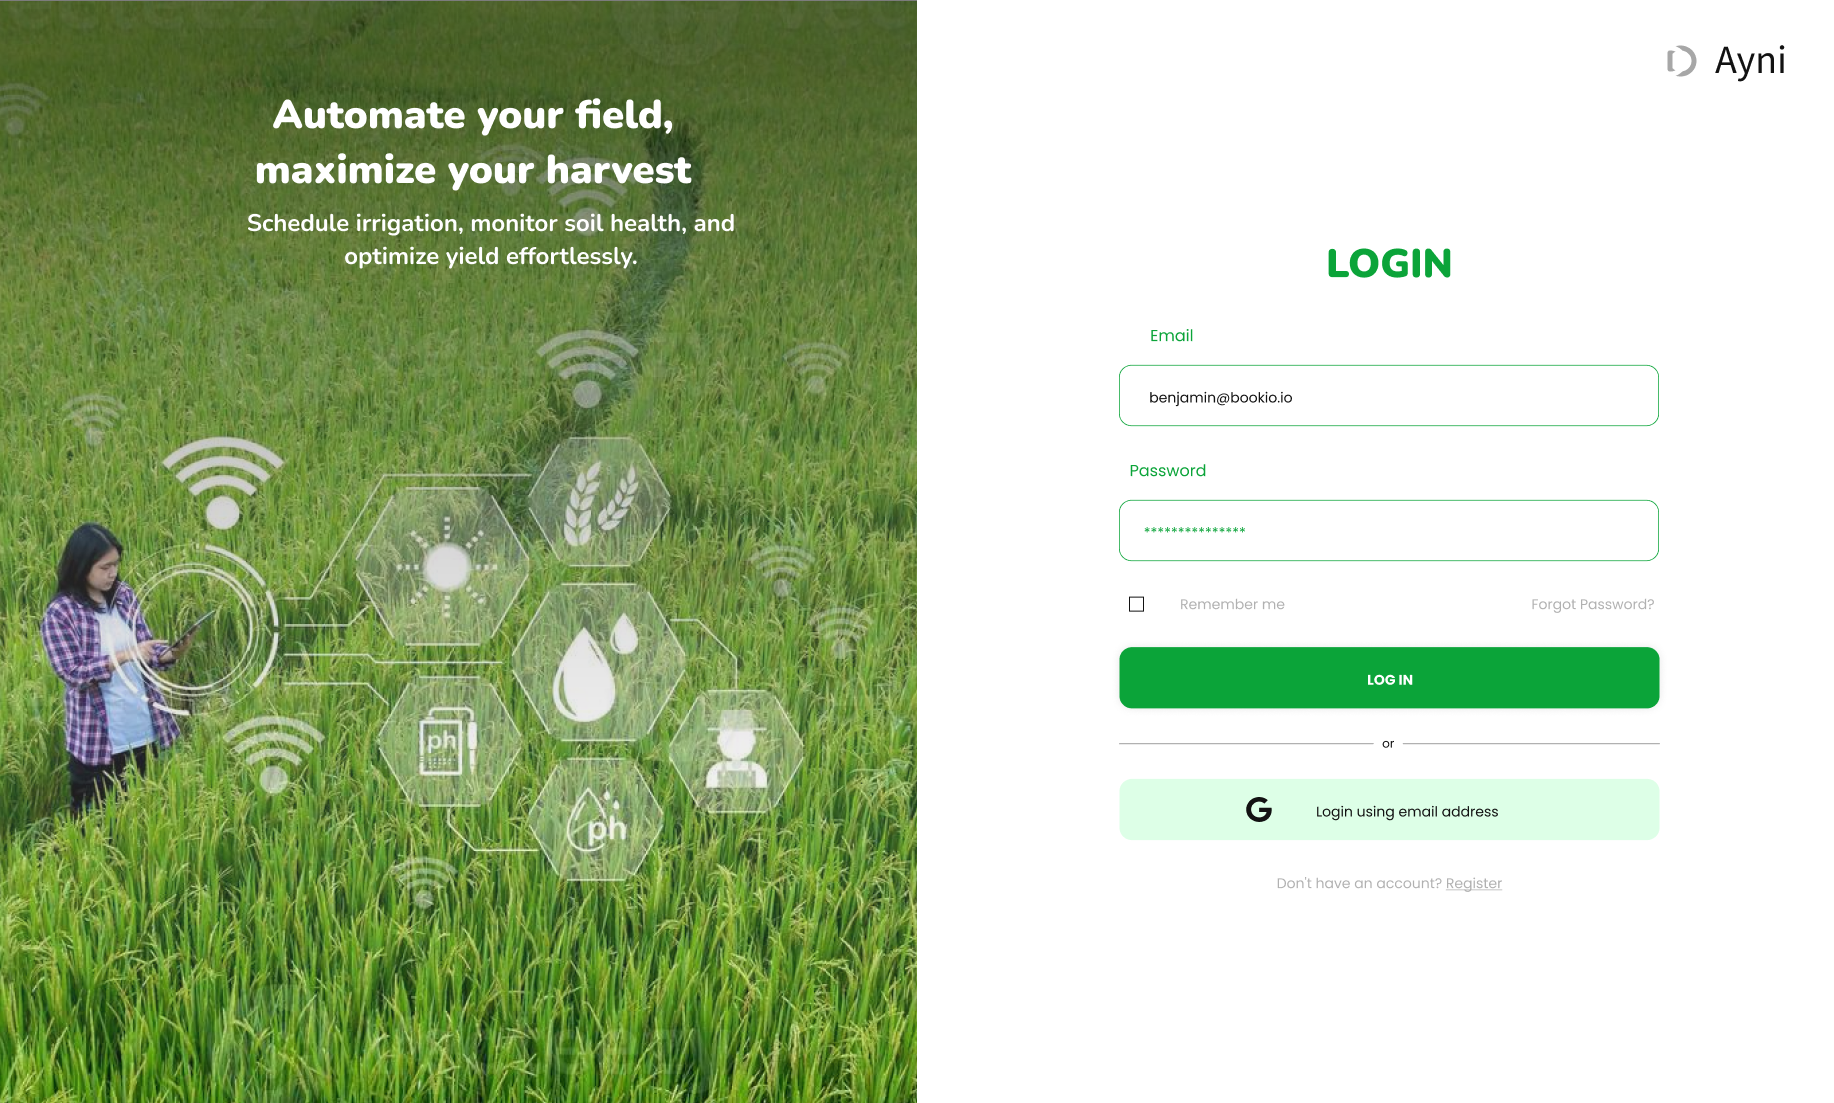 Automate your field,
maximize your harvest
Schedule irrigation, monitor soil health, and
optimize yield effortlessly.
ph
ph
Ayni
LOGIN
Email
benjamin@bookio.io
Password
***************
Remember me
Forgot Password?
LOG IN
or
G
Login using email address
Don't have an account? Register